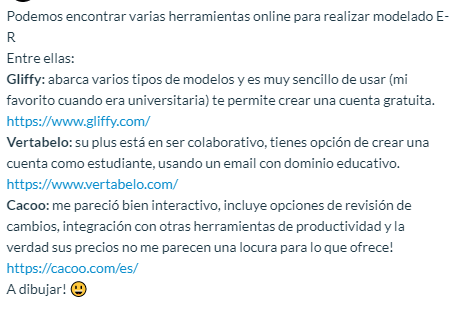 Podemos encontrar varias herramientas online para realizar modelado E-
R
Entre ellas:
Gliffy: abarca varios tipos de modelos y es muy sencillo de usar (mi
favorito cuando era universitaria) te permite crear una cuenta gratuita.
https://www.gliffy.com/
Vertabelo: su plus está en ser colaborativo, tienes opción de crear una
cuenta como estudiante, usando un email con dominio educativo.
https://www.vertabelo.com/
Cacoo: me pareció bien interactivo, incluye opciones de revisión de
cambios, integración con otras herramientas de productividad y la
verdad sus precios no me parecen una locura para lo que ofrece!
https://cacoo.com/es/
A dibujar! 😃